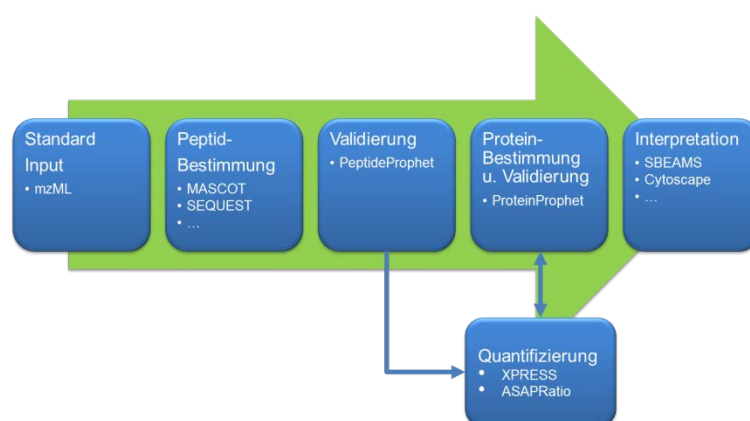 Standard
Input
• mzML
Peptid-
Bestimmung
• MASCOT
• SEQUEST
• ...
Validierung
• PeptideProphet
Protein-
Bestimmung
u. Validierung
• ProteinProphet
Interpretation
• SBEAMS
• Cytoscape
• ...
Quantifizierung
• XPRESS
• ASAPRatio